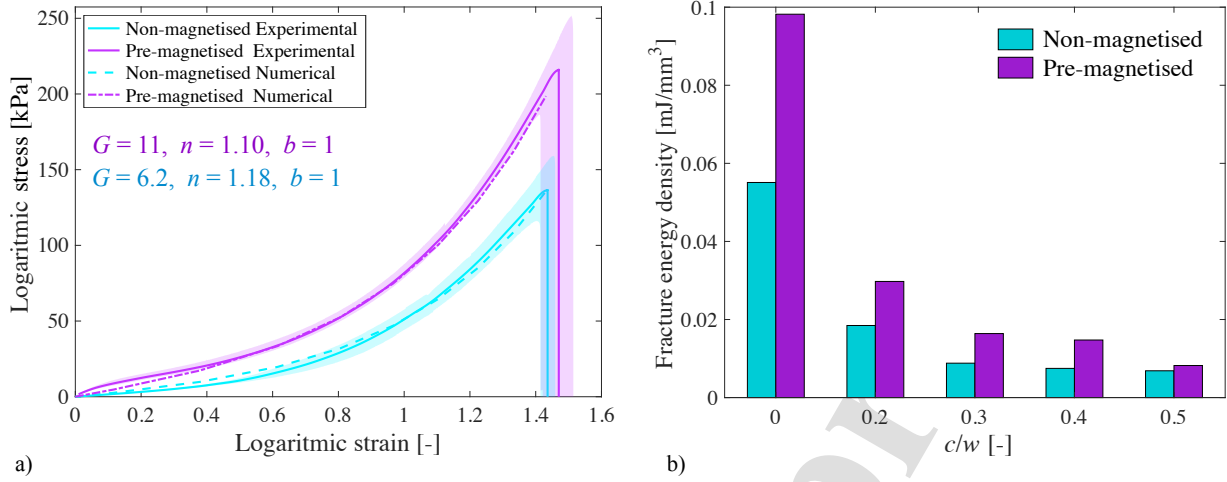 250
200
150
100
50
0
Logaritmic stress [kPa]
Non-magnetised Experimental
Pre-magnetised Experimental
Non-magnetised Numerical
Pre-magnetised Numerical
G = 11, n = 1.10, b = 1
G = 6.2, n = 1.18, b = 1
0 0.2 0.4 0.6 0.8 1 1.2 1.4 1.6
Logaritmic strain [-]
a)
0.1
0.08
0.06
0.04
0.02
0
Fracture energy density [mJ/mm³]
Non-magnetised
Pre-magnetised
0 0.2 0.3 0.4 0.5
c/w [-]
b)